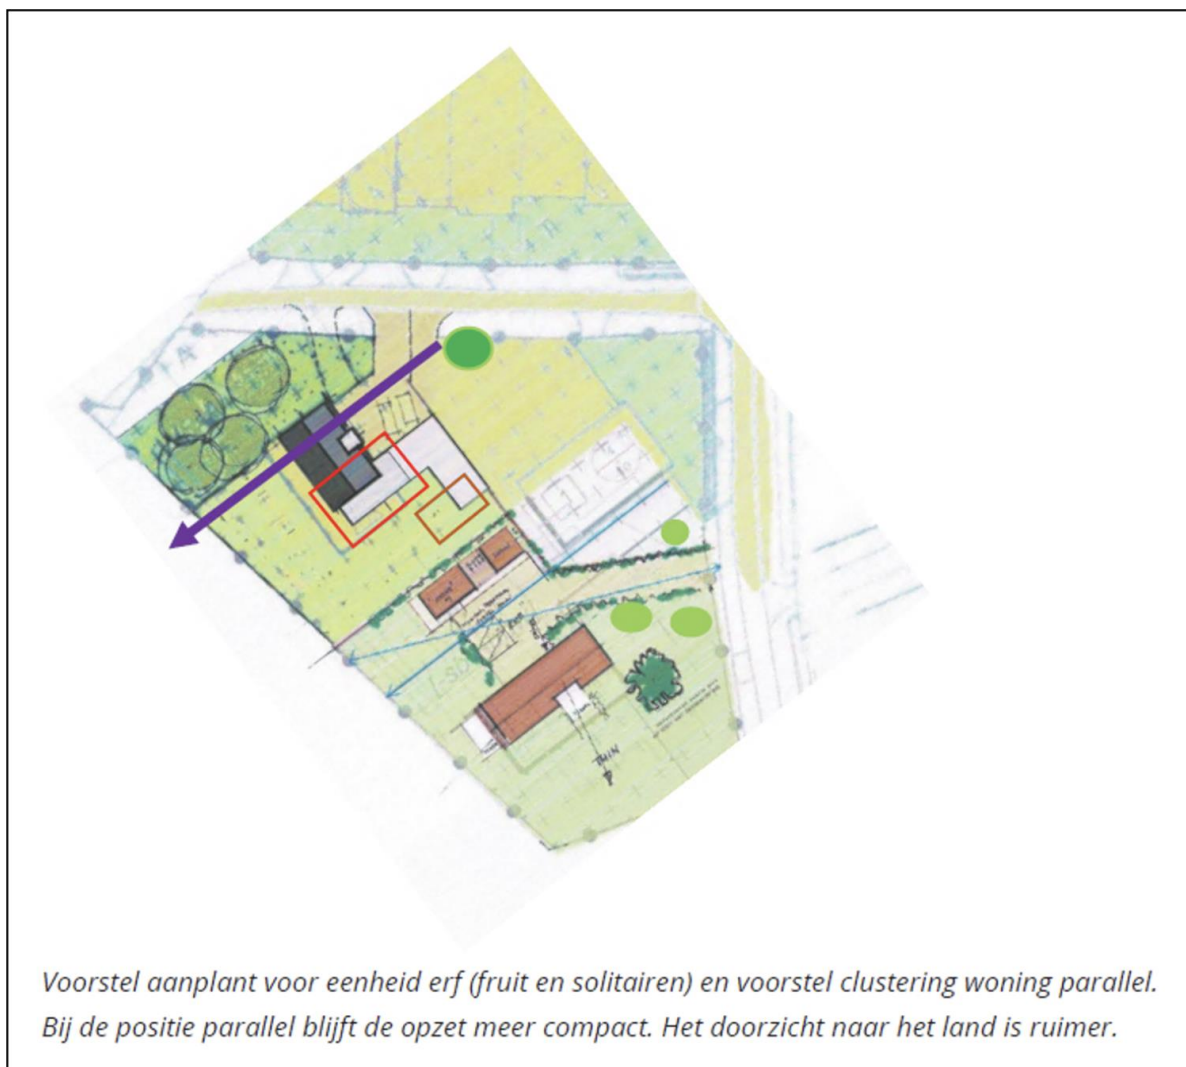 TUIN
Voorstel aanplant voor eenheid erf (fruit en solitairen) en voorstel clustering woning parallel.
Bij de positie parallel blijft de opzet meer compact. Het doorzicht naar het land is ruimer.